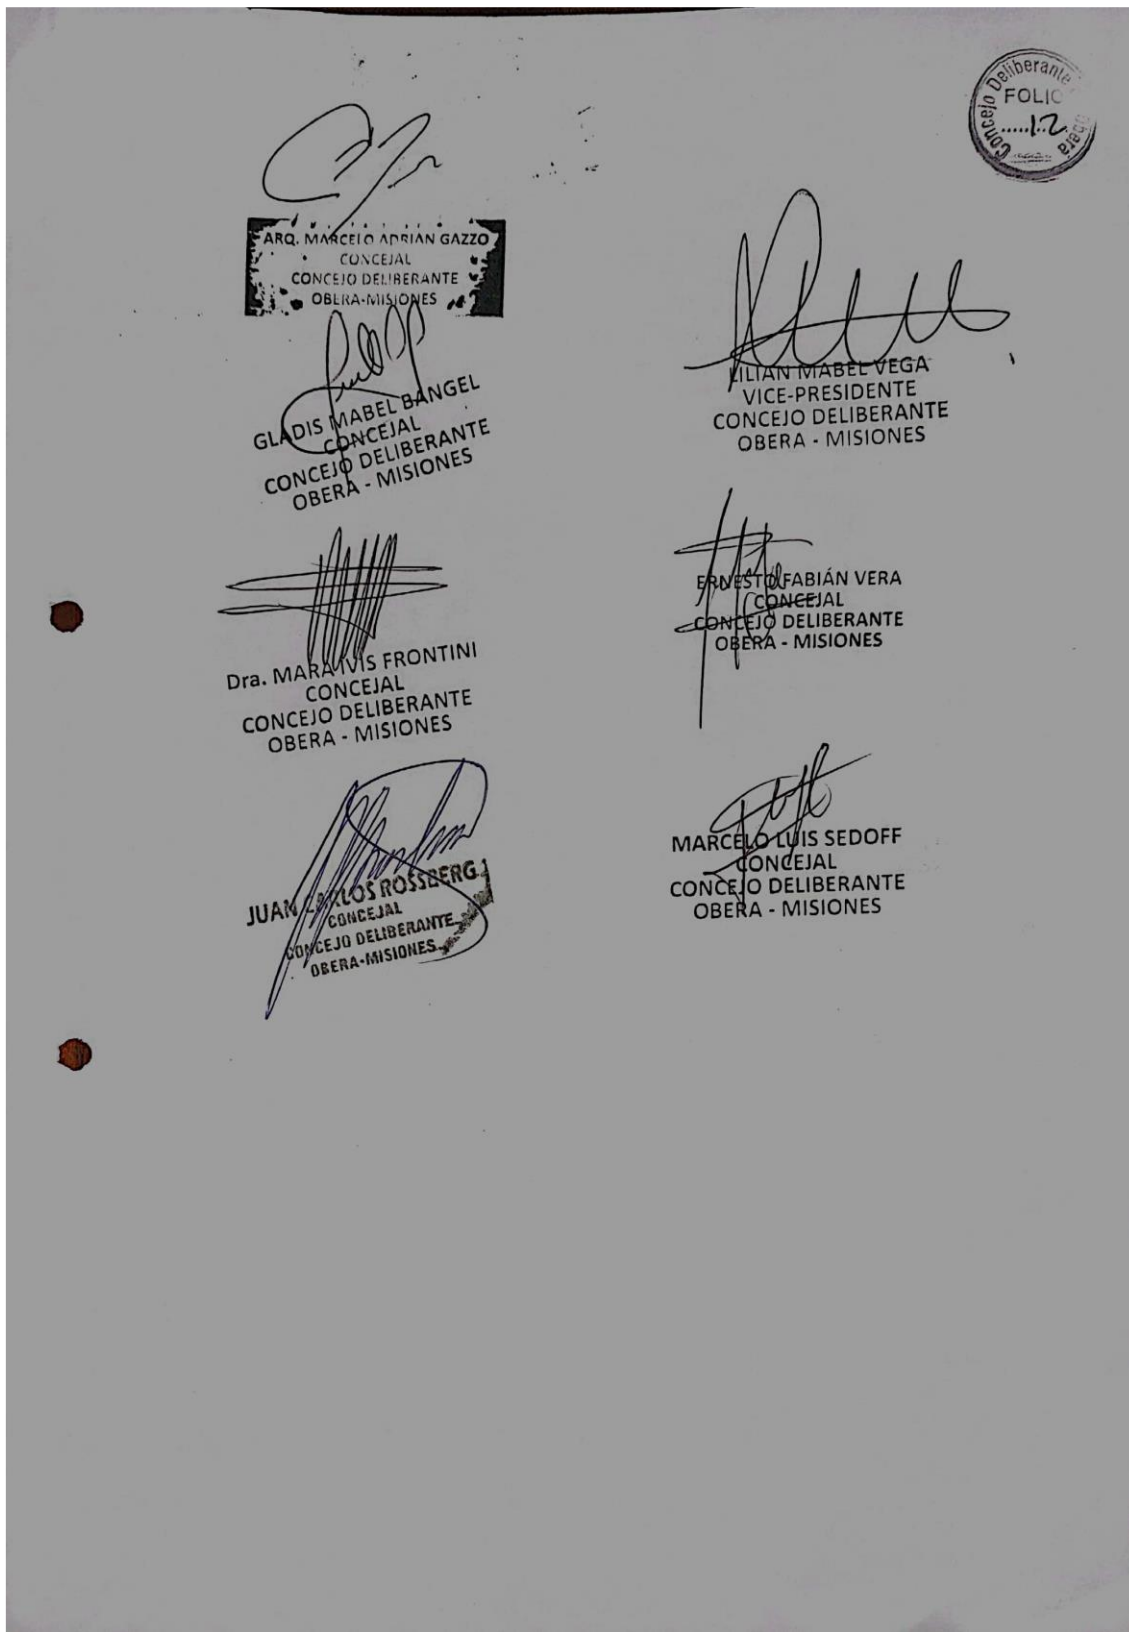 Concejo Deliberante Obera
FOLIO
12
ARQ. MARCELO ADRIÁN GAZZO
CONCEJAL
CONCEJO DELIBERANTE
OBERA-MISIONES
LILIAN MABEL VEGA
VICE-PRESIDENTE
CONCEJO DELIBERANTE
OBERA - MISIONES
GLADIS MABEL BANGEL
CONCEJAL
CONCEJO DELIBERANTE
OBERA - MISIONES
ERNESTO FABIÁN VERA
CONCEJAL
CONCEJO DELIBERANTE
OBERA - MISIONES
Dra. MARA IVIS FRONTINI
CONCEJAL
CONCEJO DELIBERANTE
OBERA - MISIONES
MARCELO LUIS SEDOFF
CONCEJAL
CONCEJO DELIBERANTE
OBERA - MISIONES
JUAN CARLOS ROSSBERG
CONCEJAL
CONCEJO DELIBERANTE
OBERA-MISIONES